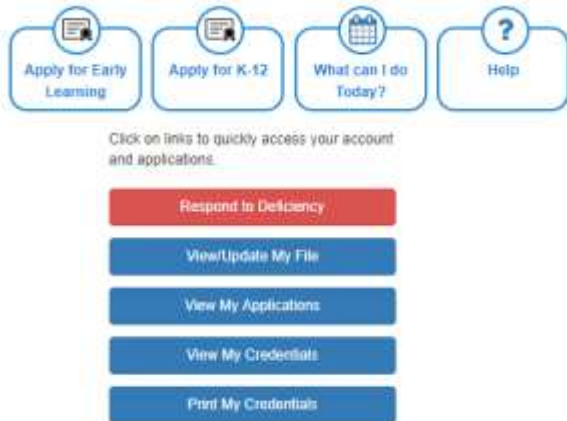 Apply for Early
Learning
Apply for K-12
What can I do
Today?
?
Help
Click on links to quickly access your account
and applications.
Respond to Deficiency
View/Update My File
View My Applications
View My Credentials
Print My Credentials